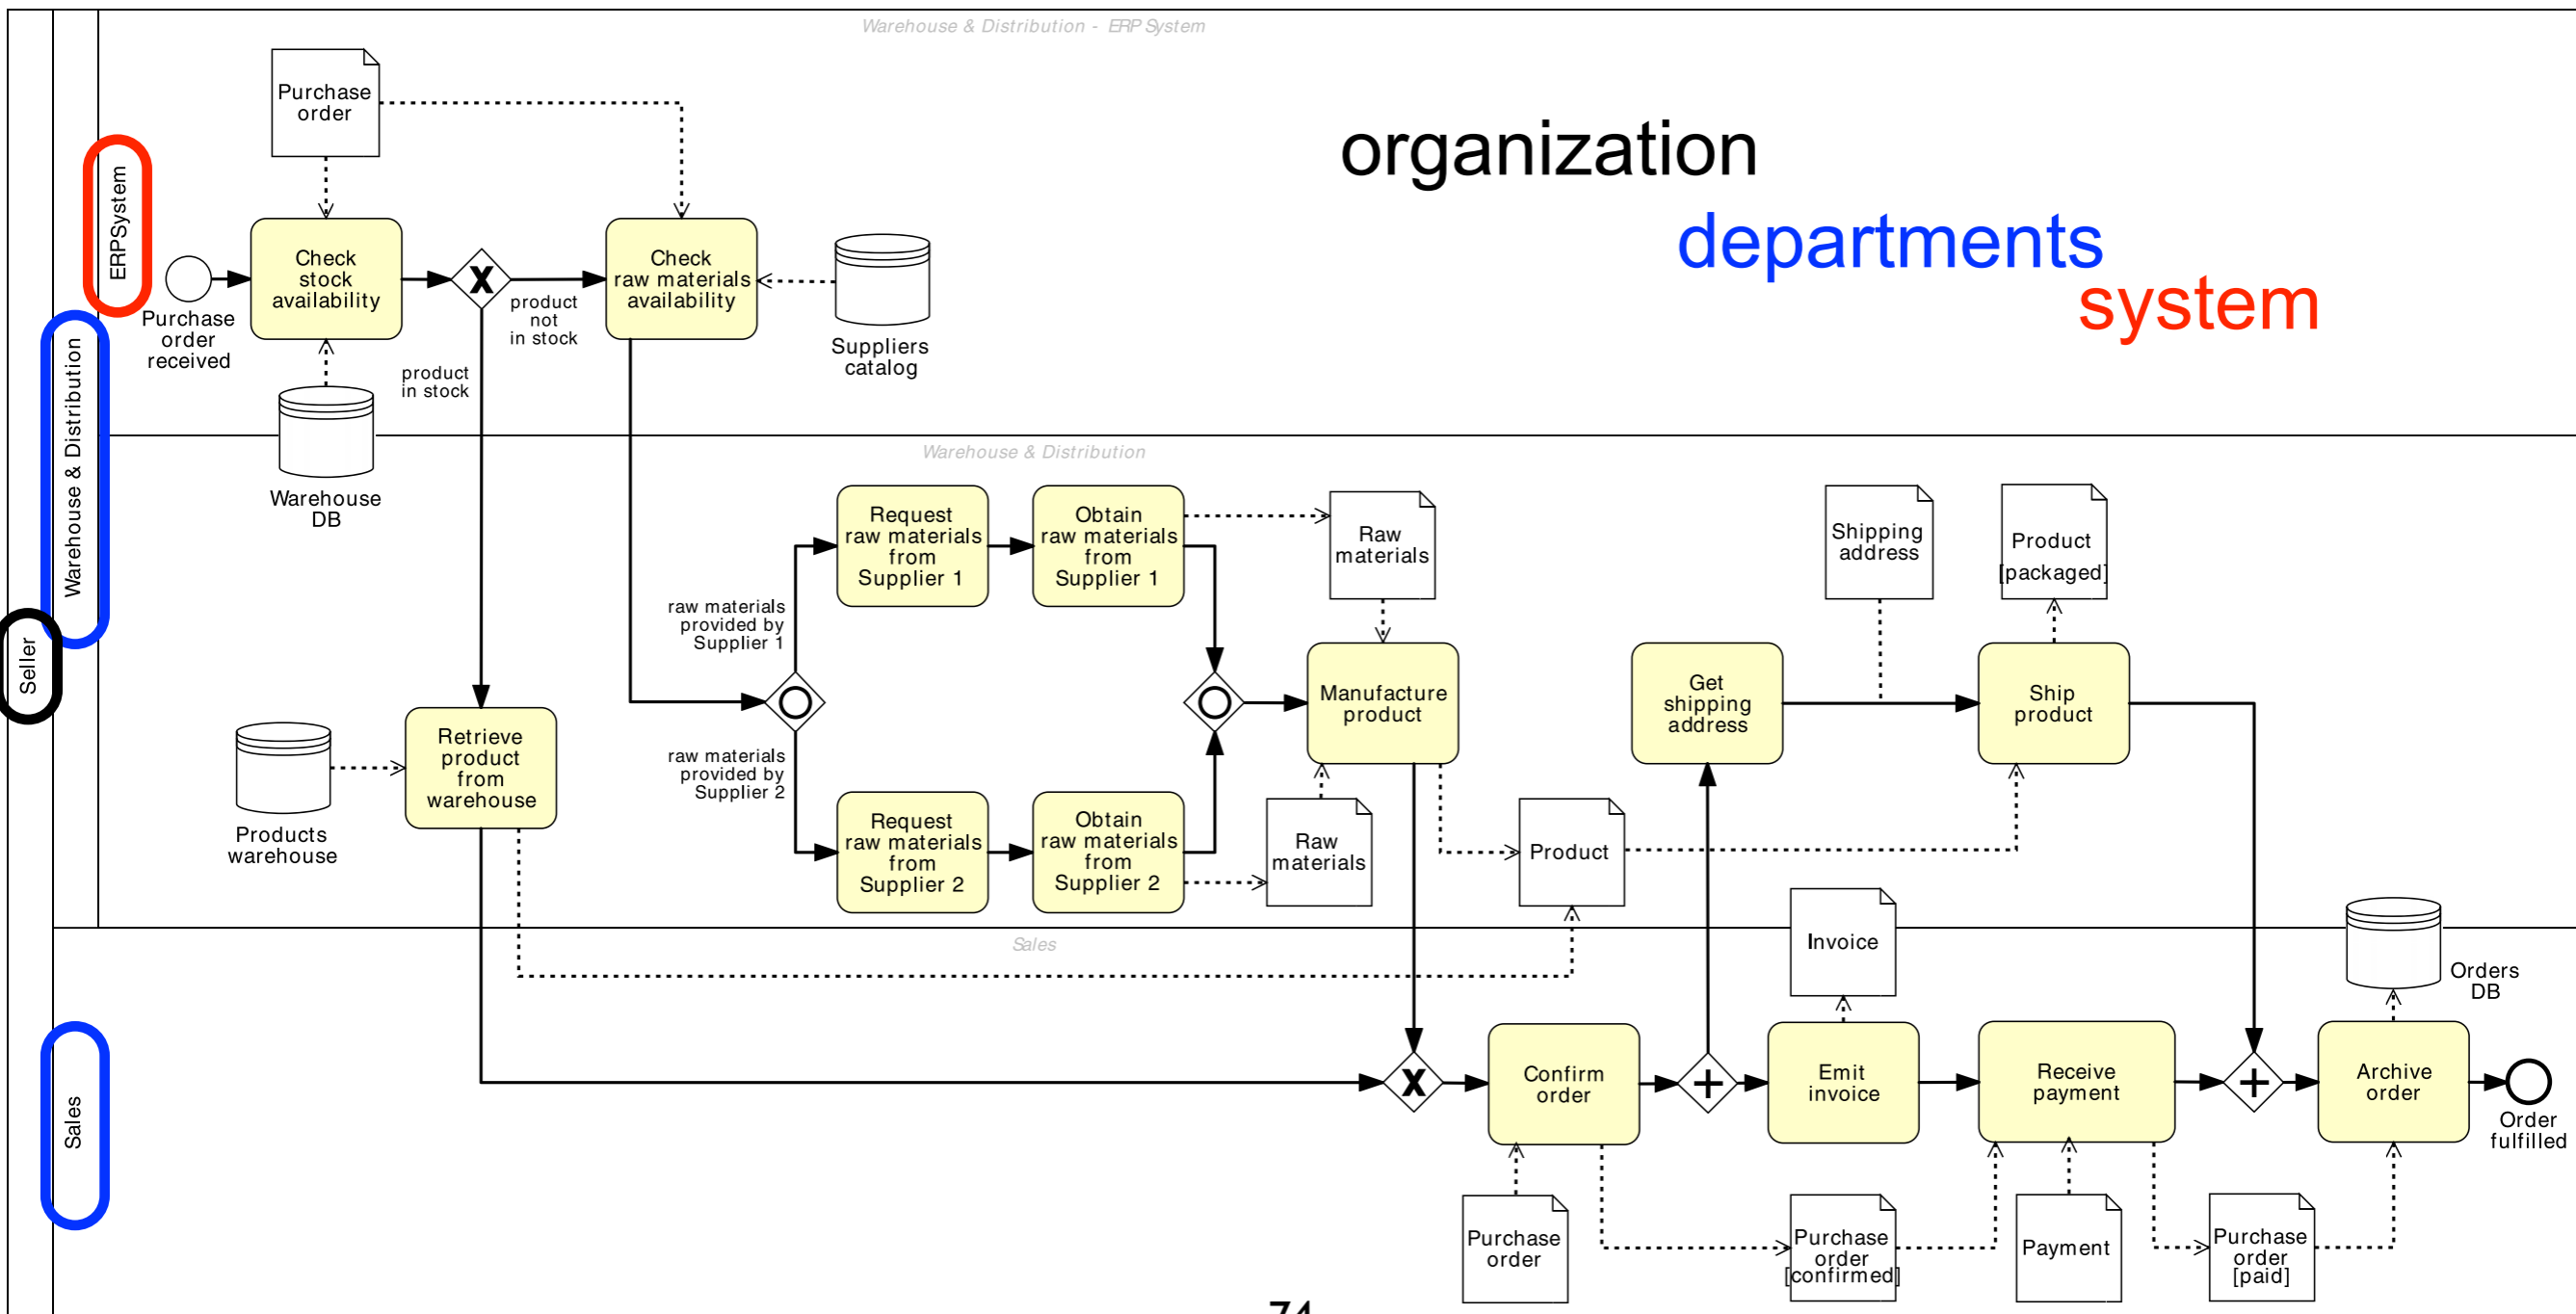 Warehouse & Distribution - ERP System
Purchase
order
organization
departments
system
ERPSystem
Purchase
order
received
Check
stock
availability
product
not
in stock
product
in stock
Check
raw materials
availability
Suppliers
catalog
Warehouse
DB
Warehouse & Distribution
Warehouse & Distribution
Seller
Request
raw materials
from
Supplier 1
Obtain
raw materials
from
Supplier 1
Raw
materials
Shipping
address
Product
[packaged]
raw materials
provided by
Supplier 1
Manufacture
product
Get
shipping
address
Ship
product
Products
warehouse
Retrieve
product
from
warehouse
raw materials
provided by
Supplier 2
Request
raw materials
from
Supplier 2
Obtain
raw materials
from
Supplier 2
Raw
materials
Product
Sales
Invoice
Orders
DB
Sales
Confirm
order
Emit
invoice
Receive
payment
Archive
order
Order
fulfilled
Purchase
order
Purchase
order
[confirmed]
Payment
Purchase
order
[paid]
74